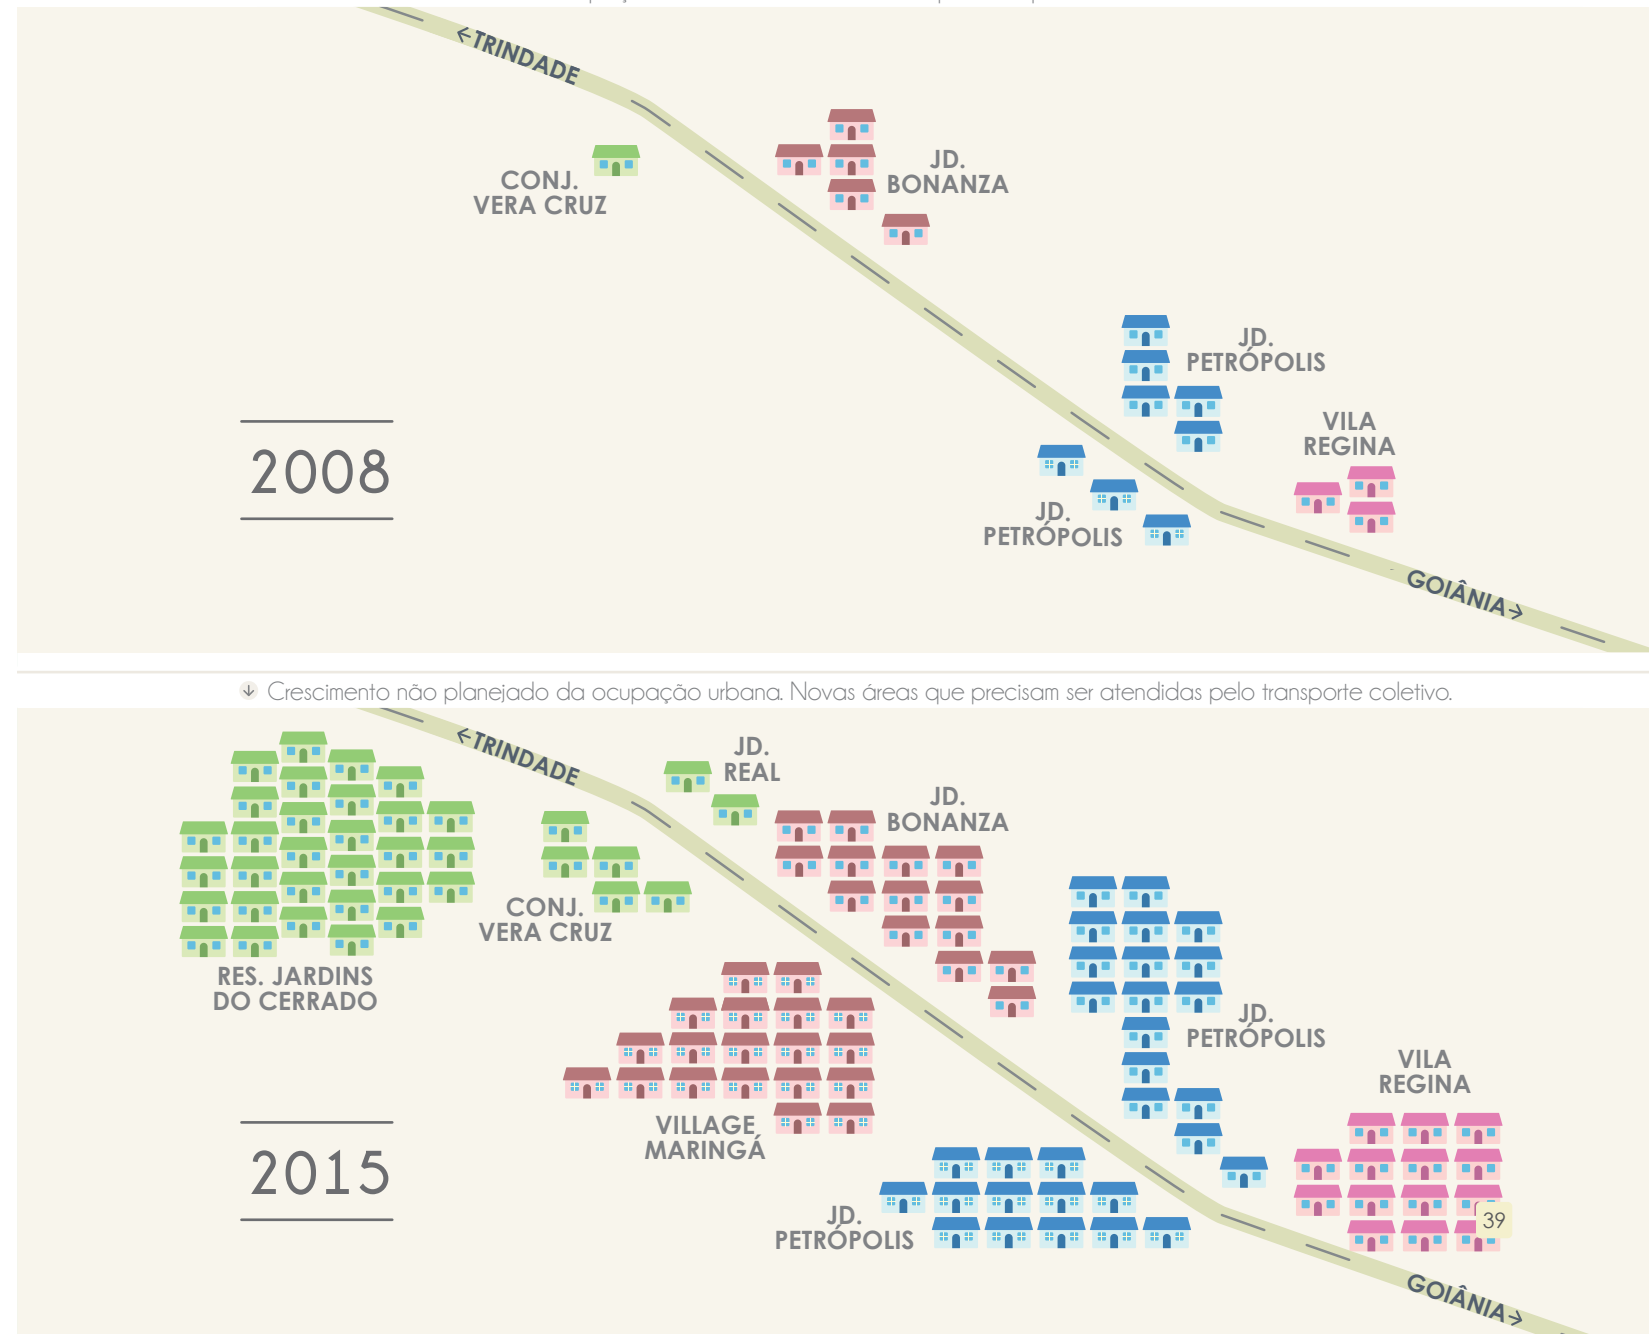 ←TRINDADE
CONJ.
VERA CRUZ
JD.
BONANZA
JD.
PETRÓPOLIS
VILA
REGINA
2008
JD.
PETRÓPOLIS
GOIÂNIA→
↓ Crescimento não planejado da ocupação urbana. Novas áreas que precisam ser atendidas pelo transporte coletivo.
←TRINDADE
JD.
REAL
JD.
BONANZA
CONJ.
VERA CRUZ
RES. JARDINS
DO CERRADO
JD.
PETRÓPOLIS
VILA
REGINA
VILLAGE
MARINGÁ
2015
JD.
PETRÓPOLIS
39
GOIÂNIA→